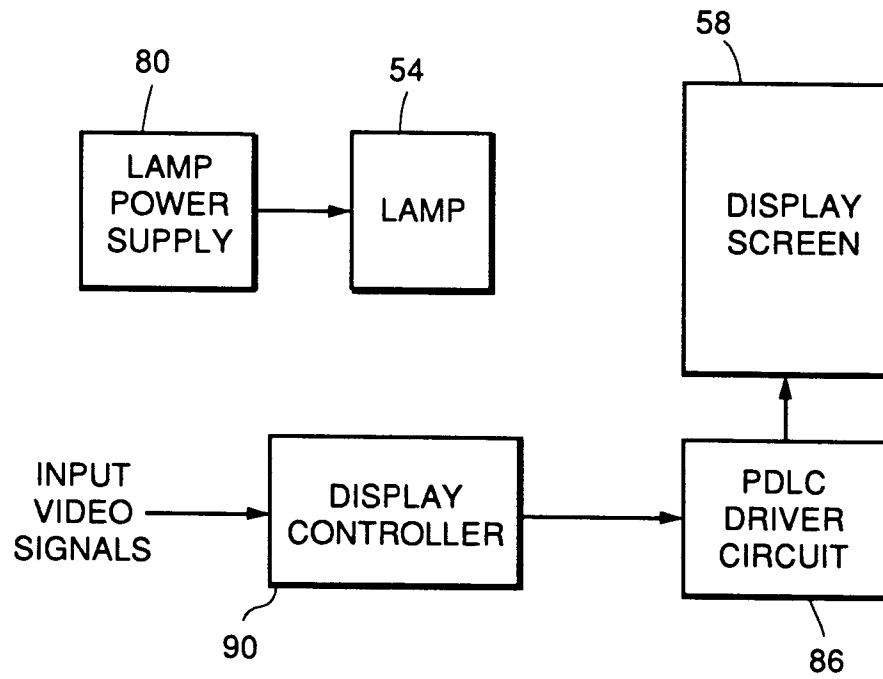 80
54
58
LAMP
POWER
SUPPLY
LAMP
DISPLAY
SCREEN
INPUT
VIDEO
SIGNALS
DISPLAY
CONTROLLER
PDLC
DRIVER
CIRCUIT
90
86